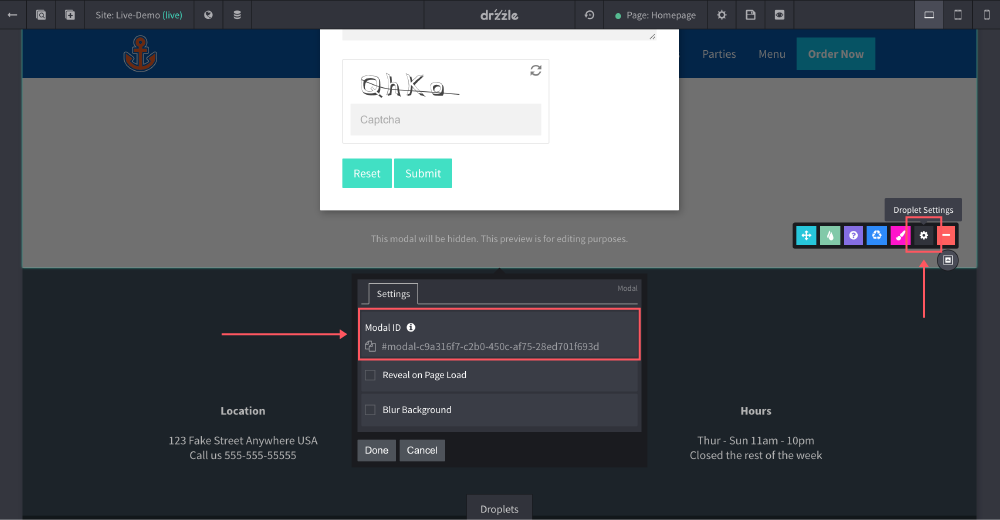 Site: Live-Demo (live)
drizzle
Page: Homepage
Parties
Menu
Order Now
QhKa
Captcha
Reset
Submit
Droplet Settings
This modal will be hidden. This preview is for editing purposes.
Settings
Modal
Modal ID
#modal-c9a316f7-c2b0-450c-af75-28ed701f693d
Reveal on Page Load
Blur Background
Done
Cancel
Location
123 Fake Street Anywhere USA
Call us 555-555-55555
Hours
Thur - Sun 11am - 10pm
Closed the rest of the week
Droplets